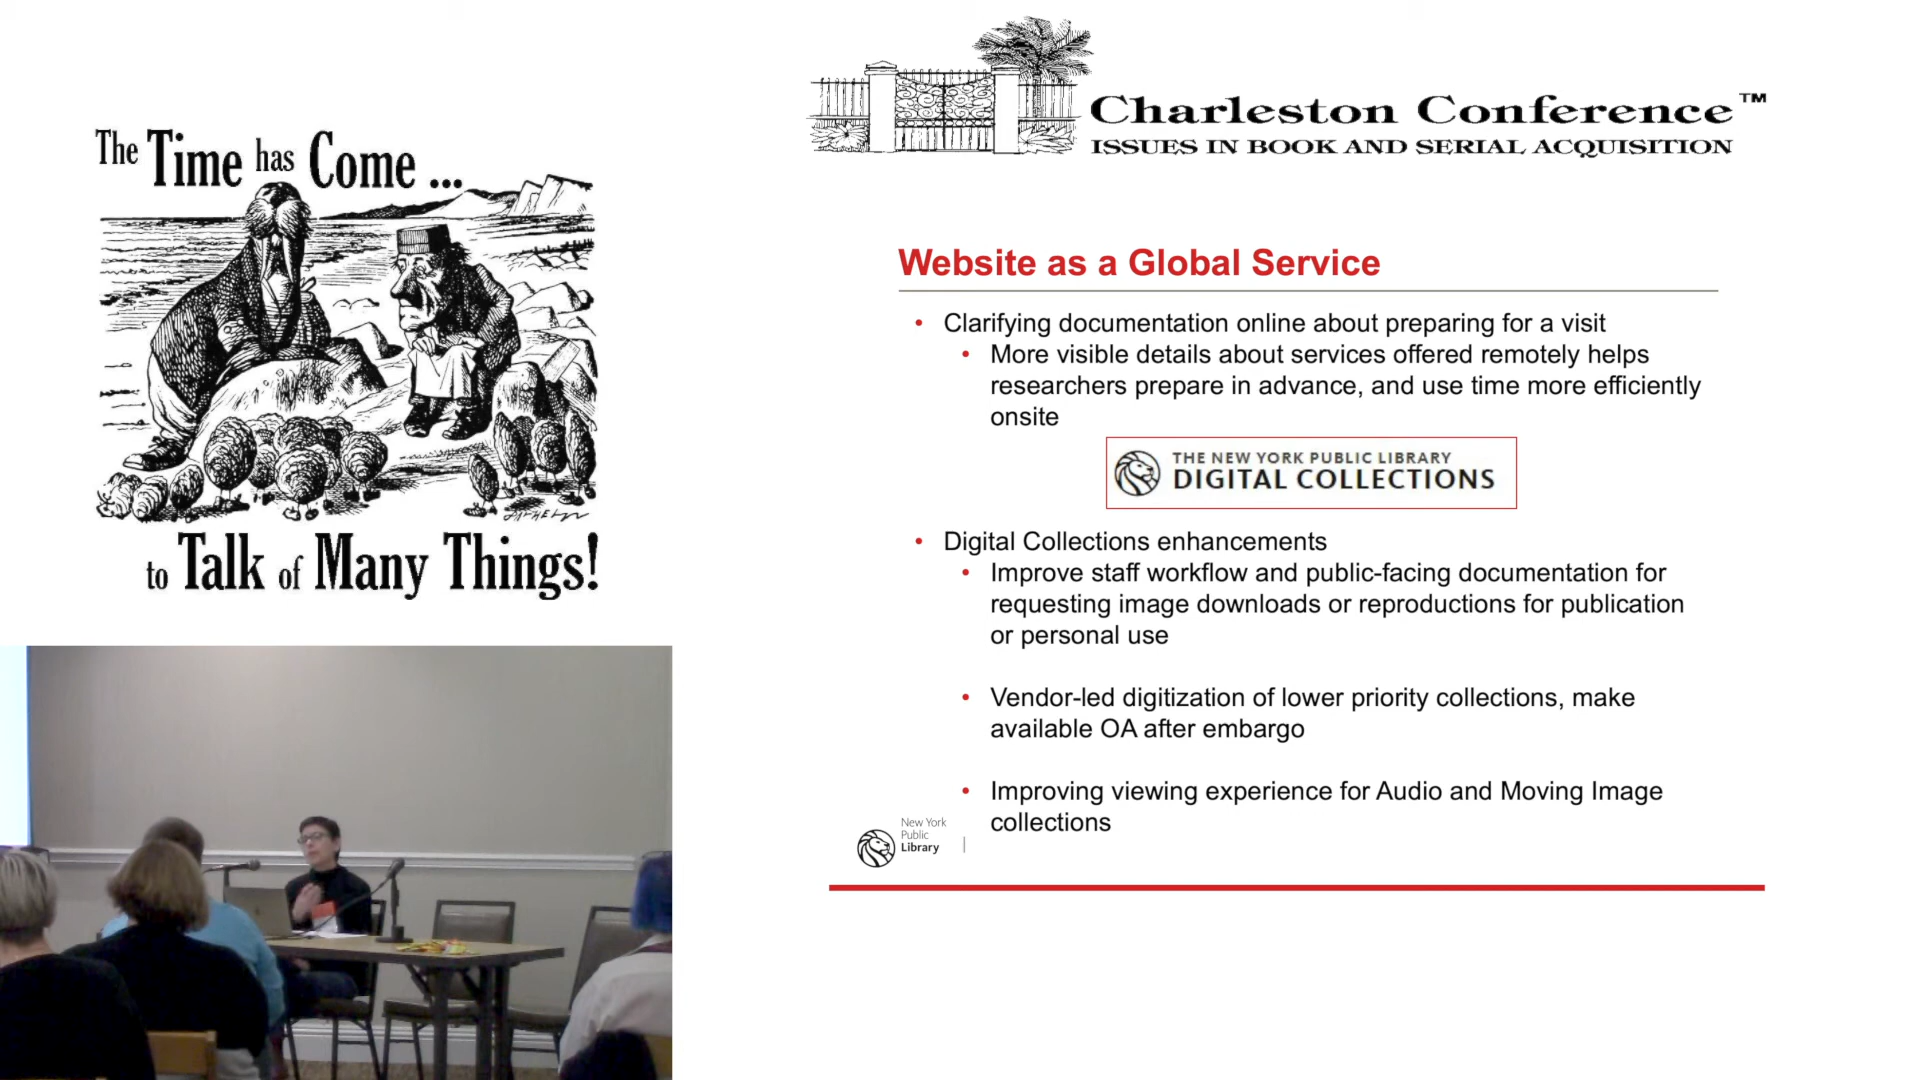 The Time has Come ...
to Talk of Many Things!
Charleston Conference™
ISSUES IN BOOK AND SERIAL ACQUISITION
Website as a Global Service
• Clarifying documentation online about preparing for a visit
• More visible details about services offered remotely helps
researchers prepare in advance, and use time more efficiently
onsite
THE NEW YORK PUBLIC LIBRARY
DIGITAL COLLECTIONS
• Digital Collections enhancements
• Improve staff workflow and public-facing documentation for
requesting image downloads or reproductions for publication
or personal use
• Vendor-led digitization of lower priority collections, make
available OA after embargo
• Improving viewing experience for Audio and Moving Image
collections
New York
Public
Library